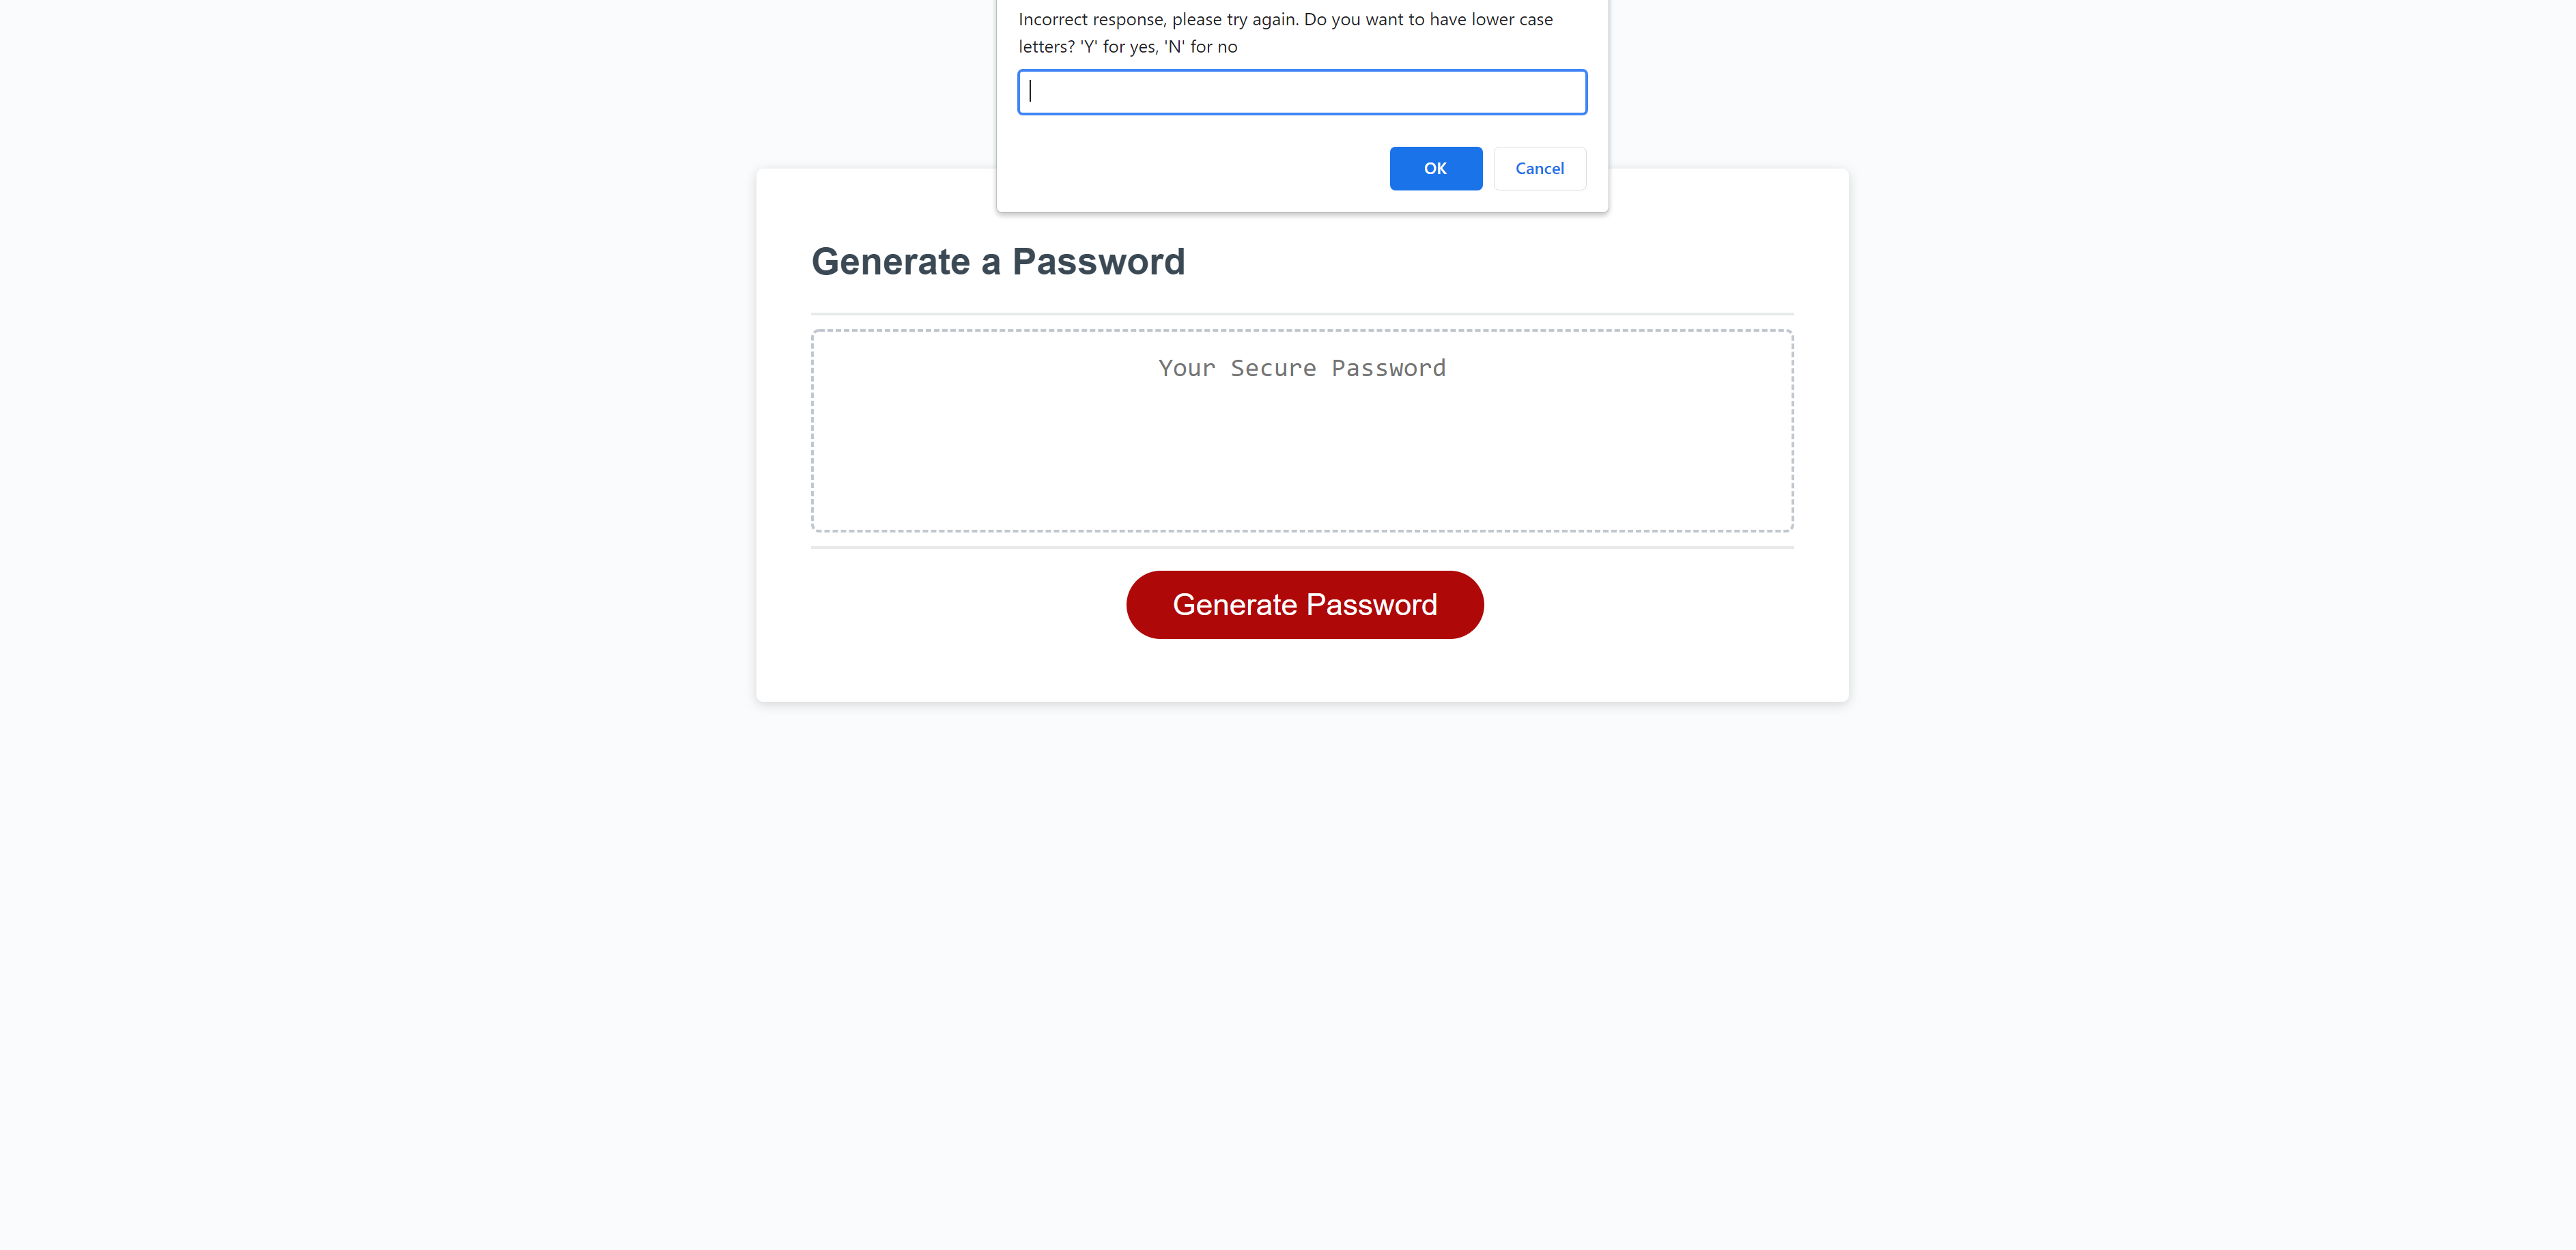 Incorrect response, please try again. Do you want to have lower case
letters? 'Y' for yes, 'N' for no
OK
Cancel
Generate a Password
Your Secure Password
Generate Password